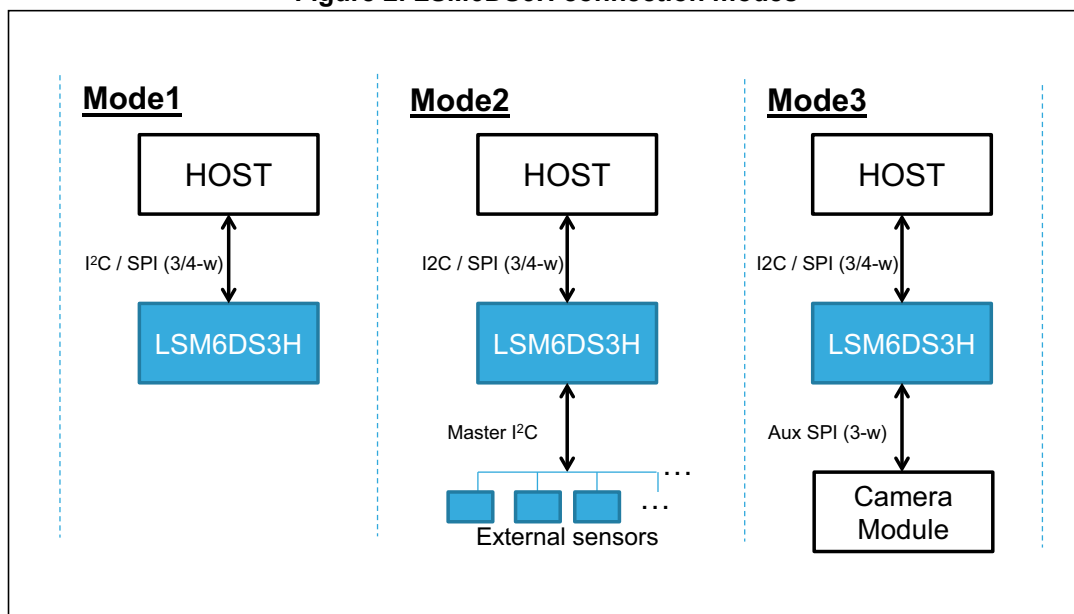 Mode1
HOST
I²C / SPI (3/4-w)
LSM6DS3H
Mode2
HOST
I2C / SPI (3/4-w)
LSM6DS3H
Master I²C
...
...
External sensors
Mode3
HOST
I2C / SPI (3/4-w)
LSM6DS3H
Aux SPI (3-w)
Camera
Module